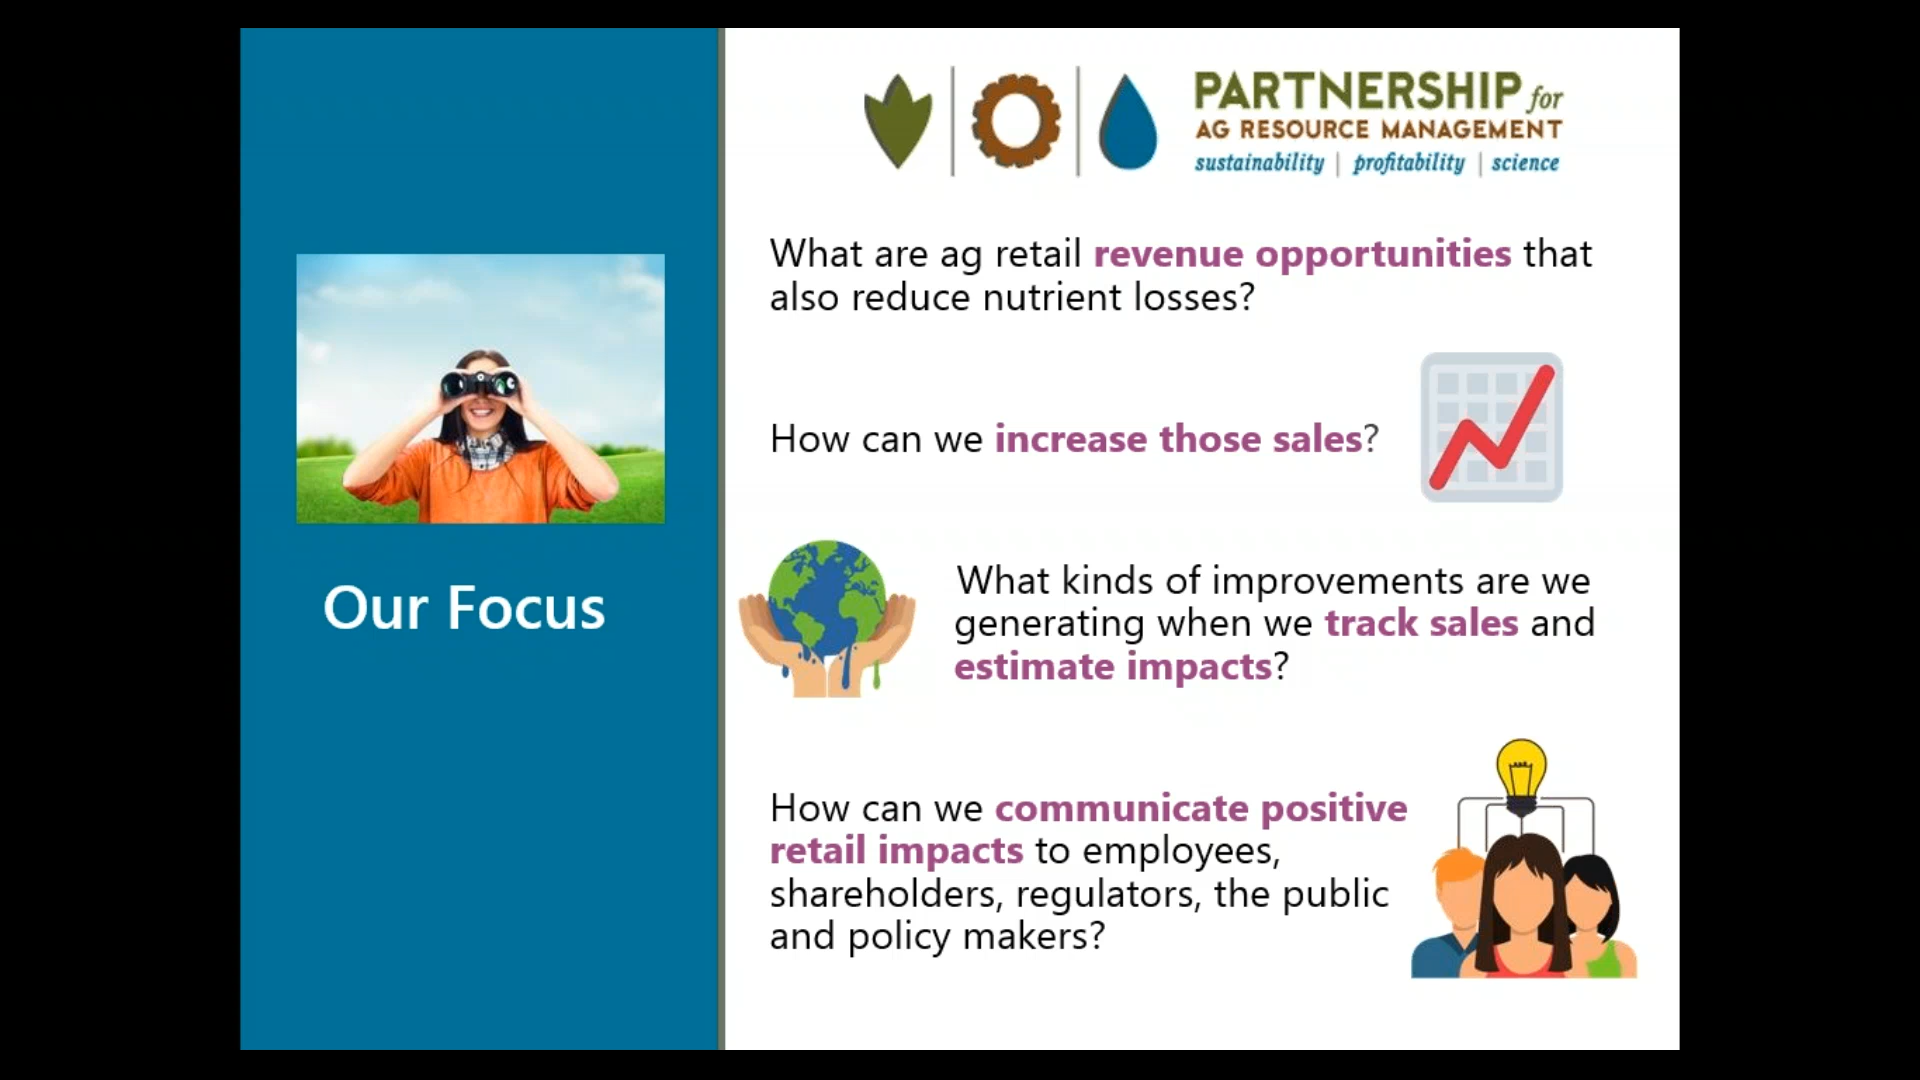 PARTNERSHIP for
AG RESOURCE MANAGEMENT
sustainability | profitability | science
What are ag retail revenue opportunities that
also reduce nutrient losses?
How can we increase those sales?
Our Focus
What kinds of improvements are we
generating when we track sales and
estimate impacts?
How can we communicate positive
retail impacts to employees,
shareholders, regulators, the public
and policy makers?